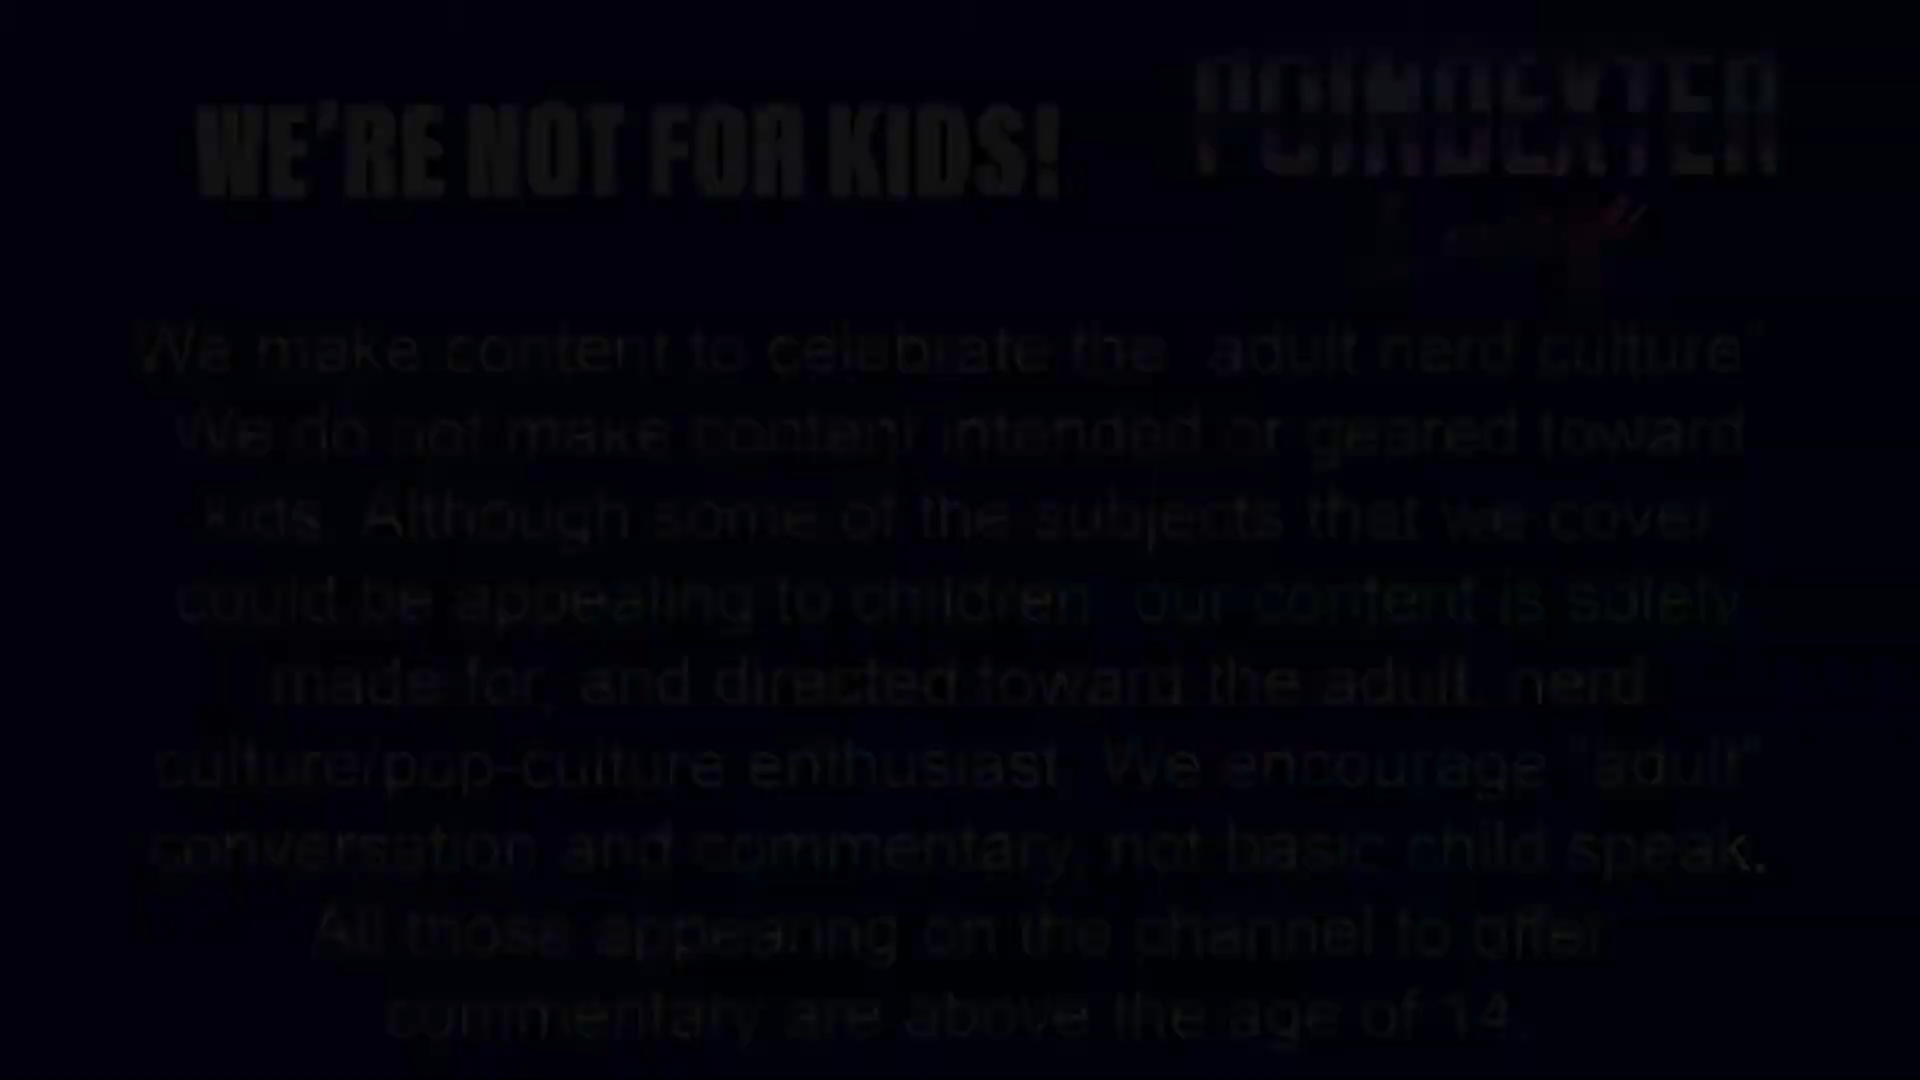 WE'RE NOT FOR KIDS!
POINDEXTER
We make content to celebrate the "adult nerd culture"
We do not make content intended or geared toward
kids. Although some of the subjects that we cover
could be appealing to children, our content is solely
made for, and directed toward the adult, nerd
culture/pop-culture enthusiast. We encourage "adult"
conversation and commentary, not basic child speak.
All those appearing on the channel to offer
commentary are above the age of 14.